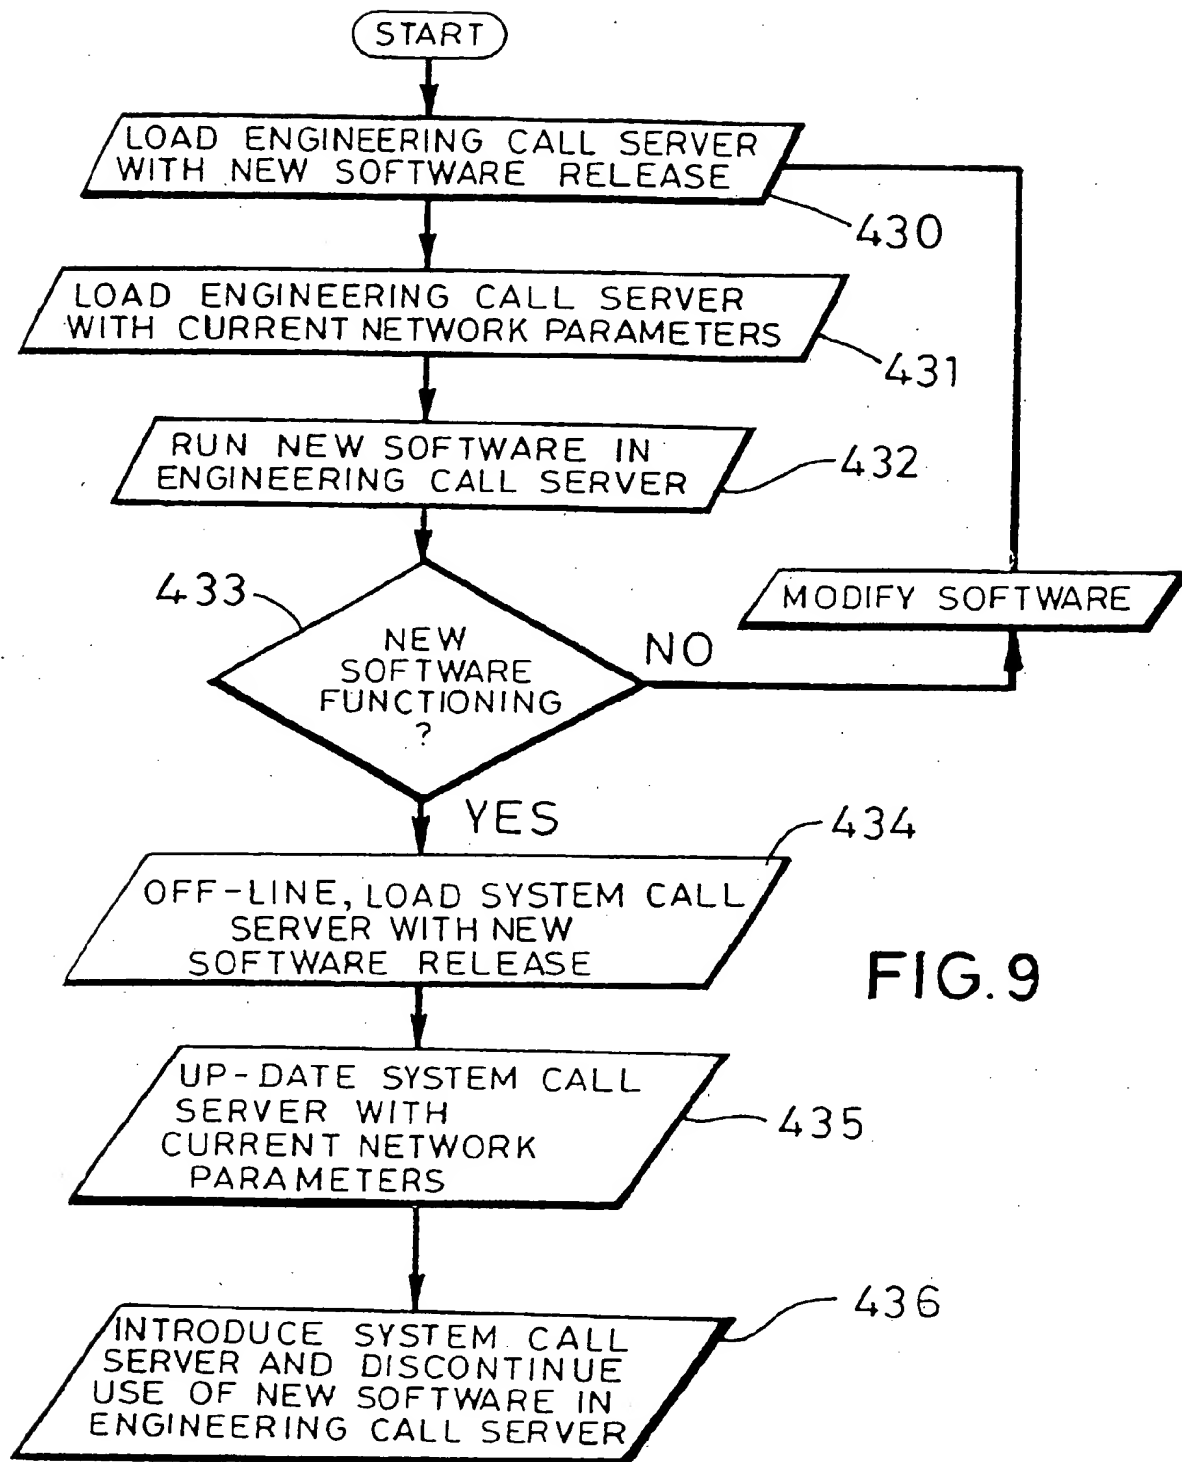 START
LOAD ENGINEERING CALL SERVER
WITH NEW SOFTWARE RELEASE
430
LOAD ENGINEERING CALL SERVER
WITH CURRENT NETWORK PARAMETERS
431
RUN NEW SOFTWARE IN
ENGINEERING CALL SERVER
432
433
NEW
SOFTWARE
FUNCTIONING
?
NO
MODIFY SOFTWARE
YES
434
OFF-LINE, LOAD SYSTEM CALL
SERVER WITH NEW
SOFTWARE RELEASE
FIG. 9
UP-DATE SYSTEM CALL
SERVER WITH
CURRENT NETWORK
PARAMETERS
435
436
INTRODUCE SYSTEM CALL
SERVER AND DISCONTINUE
USE OF NEW SOFTWARE IN
ENGINEERING CALL SERVER